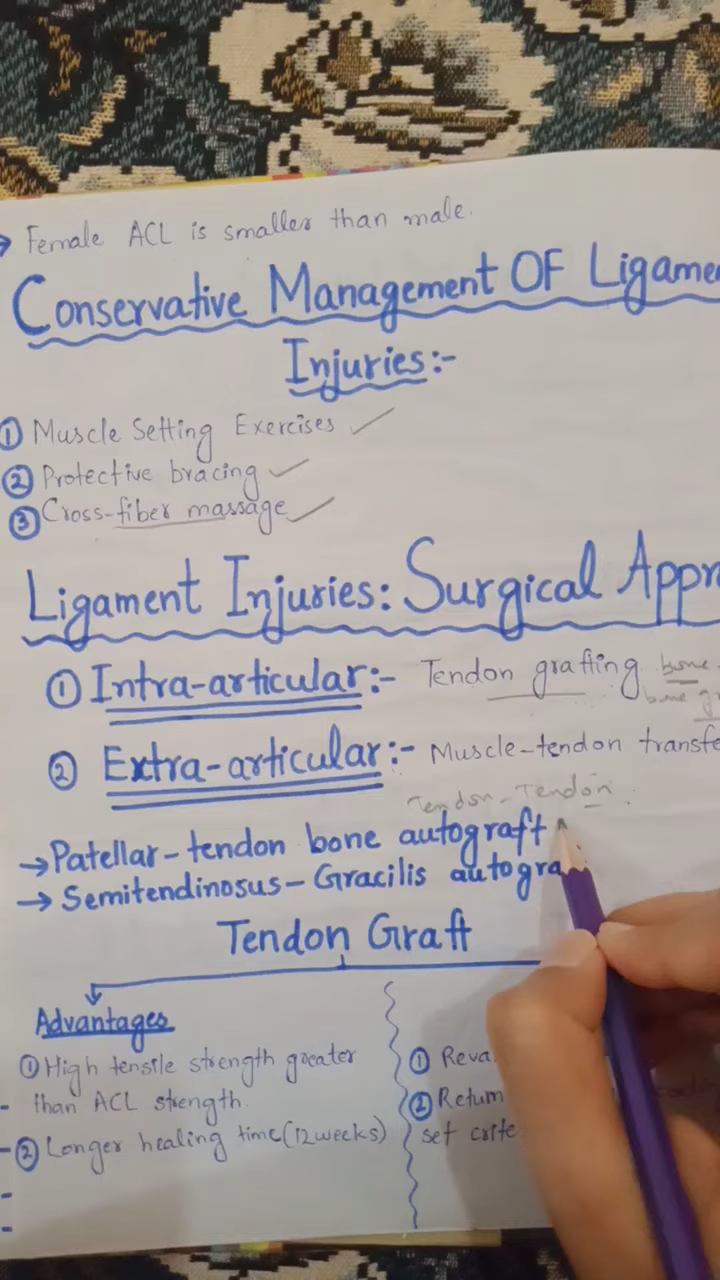 → Female ACL is smaller than male.
Conservative Management OF Ligame
Injuries:-
① Muscle Setting Exercises ✓
② Protective bracing ✓
③ Cross-fiber massage ✓
Ligament Injuries: Surgical Appr
① Intra-articular:- Tendon grafting bone-
bone g
② Extra-articular:- Muscle-tendon transfe
Tendon-Tendon.
→ Patellar-tendon bone autograft
→ Semitendinosus-Gracilis autogra
Tendon Graft
Advantages
① High tensile strength greater
than ACL strength.
② Longer healing time (12 weeks)
① Reva
② Return
set crite